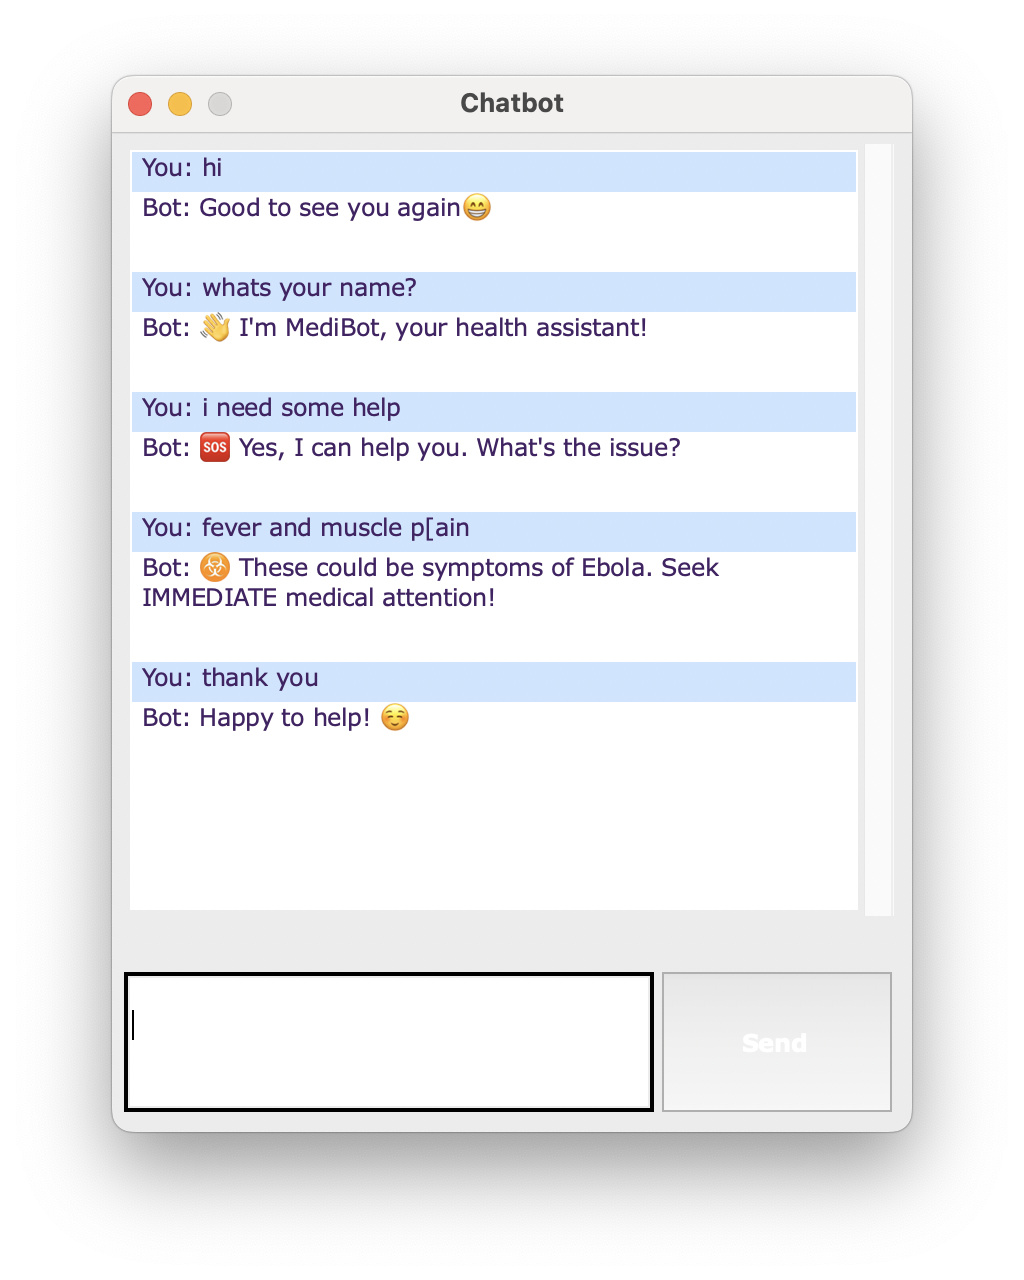 Chatbot
You: hi
Bot: Good to see you again😁
You: whats your name?
Bot: 👋 I'm MediBot, your health assistant!
You: i need some help
Bot: 🆘 Yes, I can help you. What's the issue?
You: fever and muscle p[ain
Bot: ☣️ These could be symptoms of Ebola. Seek
IMMEDIATE medical attention!
You: thank you
Bot: Happy to help! ☺️
Send